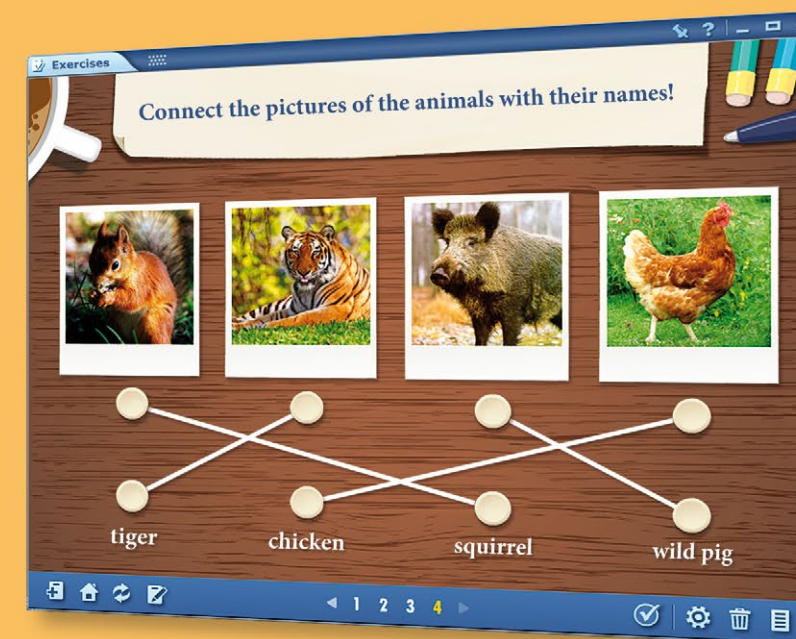 Exercises
Connect the pictures of the animals with their names!
tiger
chicken
squirrel
wild pig
1 2 3 4